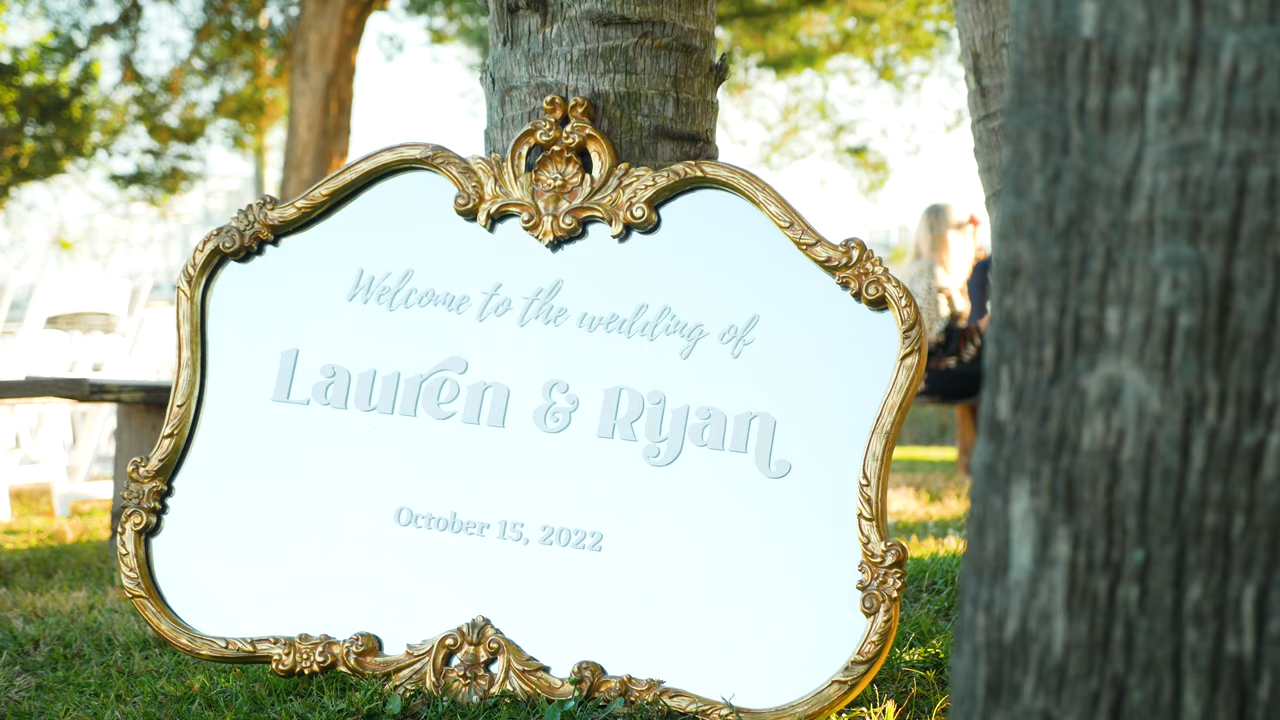 Welcome to the wedding of
Lauren & Ryan
October 15, 2022